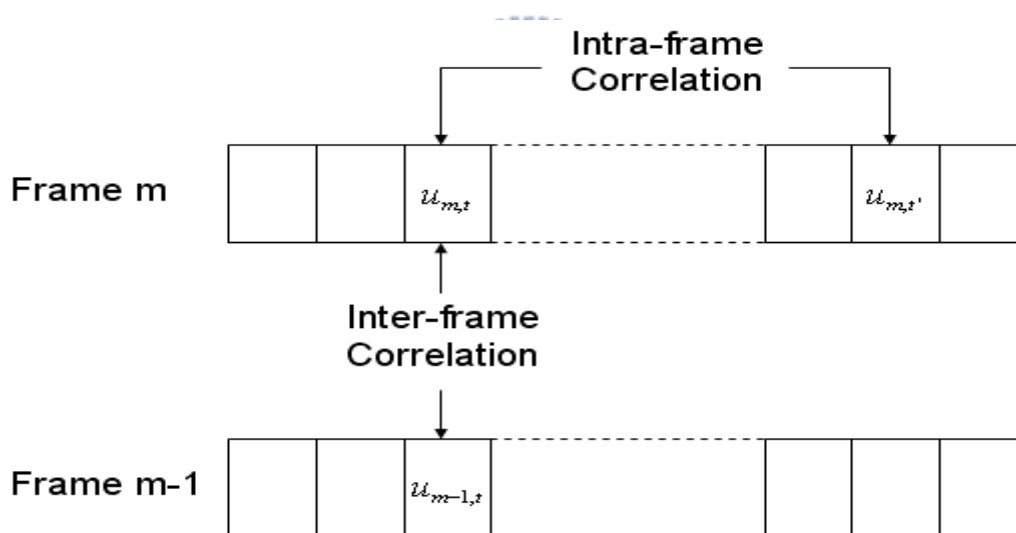 Intra-frame
Correlation
Frame m
u_{m,t}
u_{m,t'}
Inter-frame
Correlation
Frame m-1
u_{m-1,t}